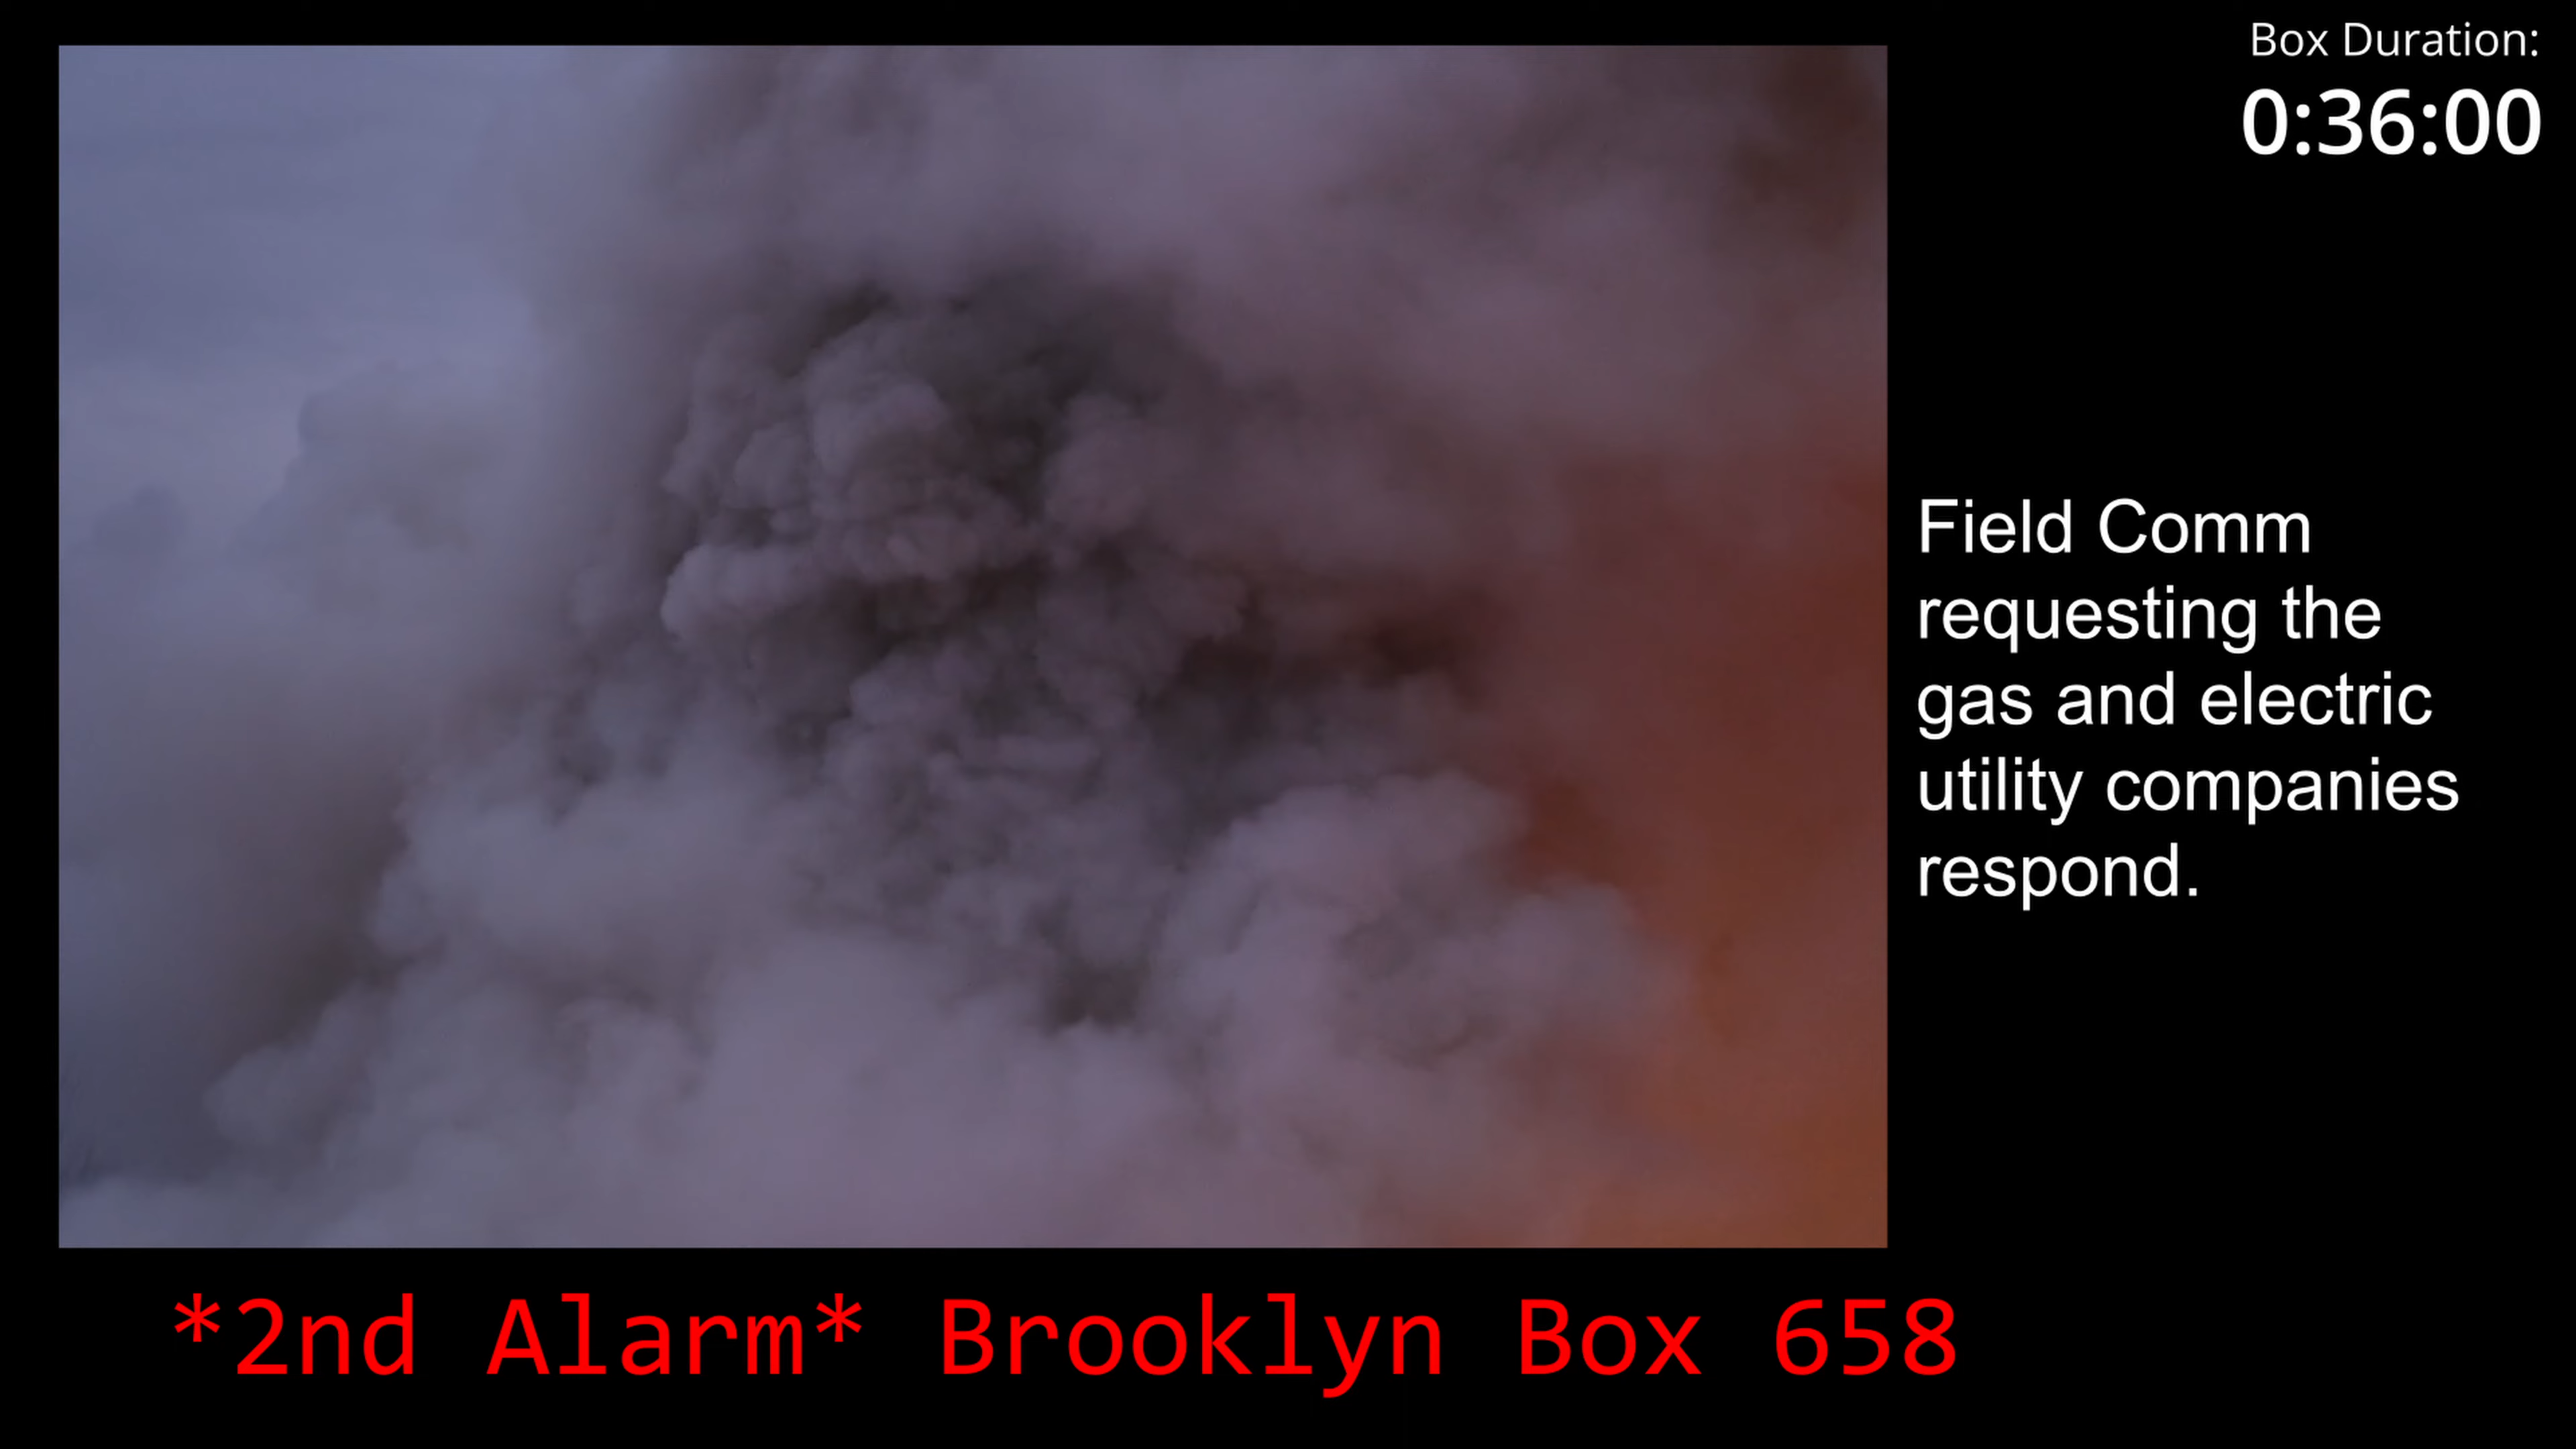 Box Duration:
0:36:00
Field Comm
requesting the
gas and electric
utility companies
respond.
*2nd Alarm* Brooklyn Box 658